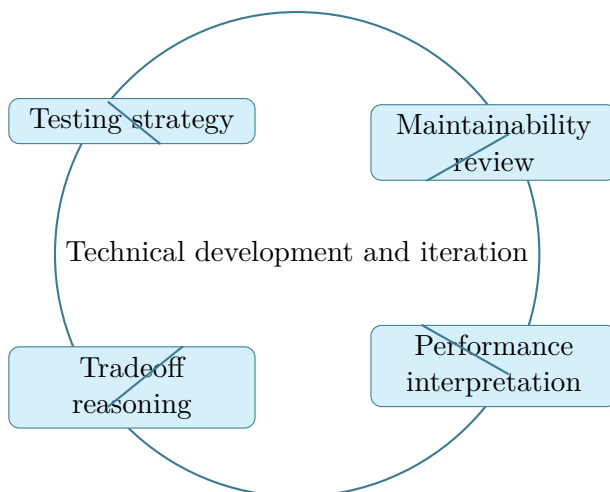 Testing strategy
Maintainability
review
Technical development and iteration
Tradeoff
reasoning
Performance
interpretation